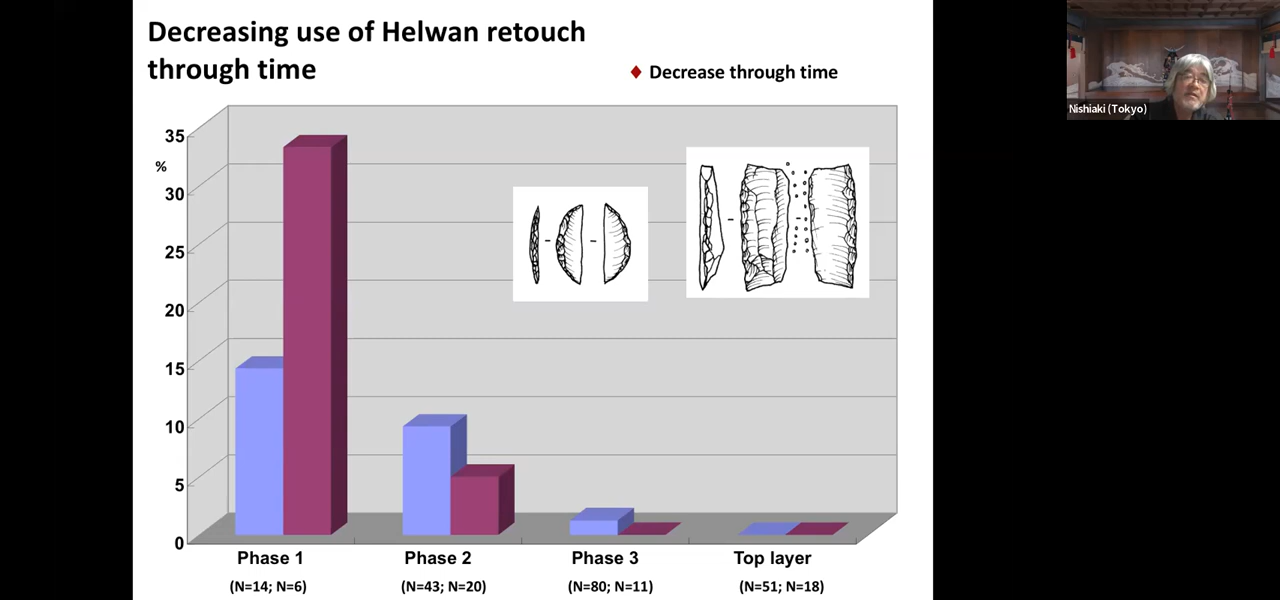 Decreasing use of Helwan retouch
through time
♦ Decrease through time
Nishiaki (Tokyo)
35
%
30
25
20
15
10
5
0
Phase 1
Phase 2
Phase 3
Top layer
(N=14; N=6)
(N=43; N=20)
(N=80; N=11)
(N=51; N=18)